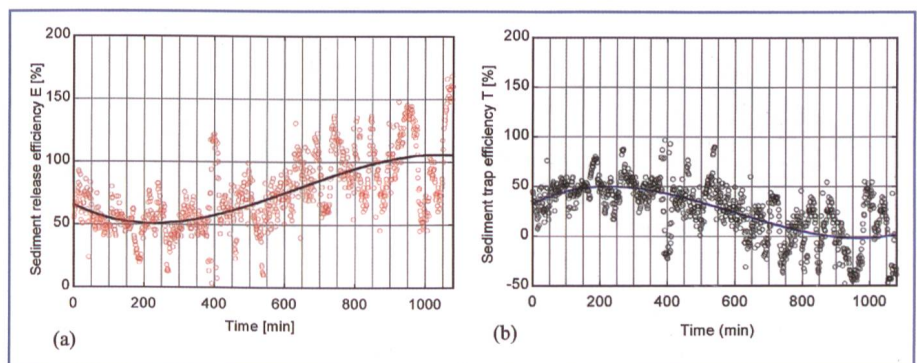 200
150
100
50
0
Sediment release efficiency E [%]
0 200 400 600 800 1000
Time [min]
(a)
200
150
100
50
0
-50
Sediment trap efficiency T [%]
0 200 400 600 800 1000
Time (min)
(b)